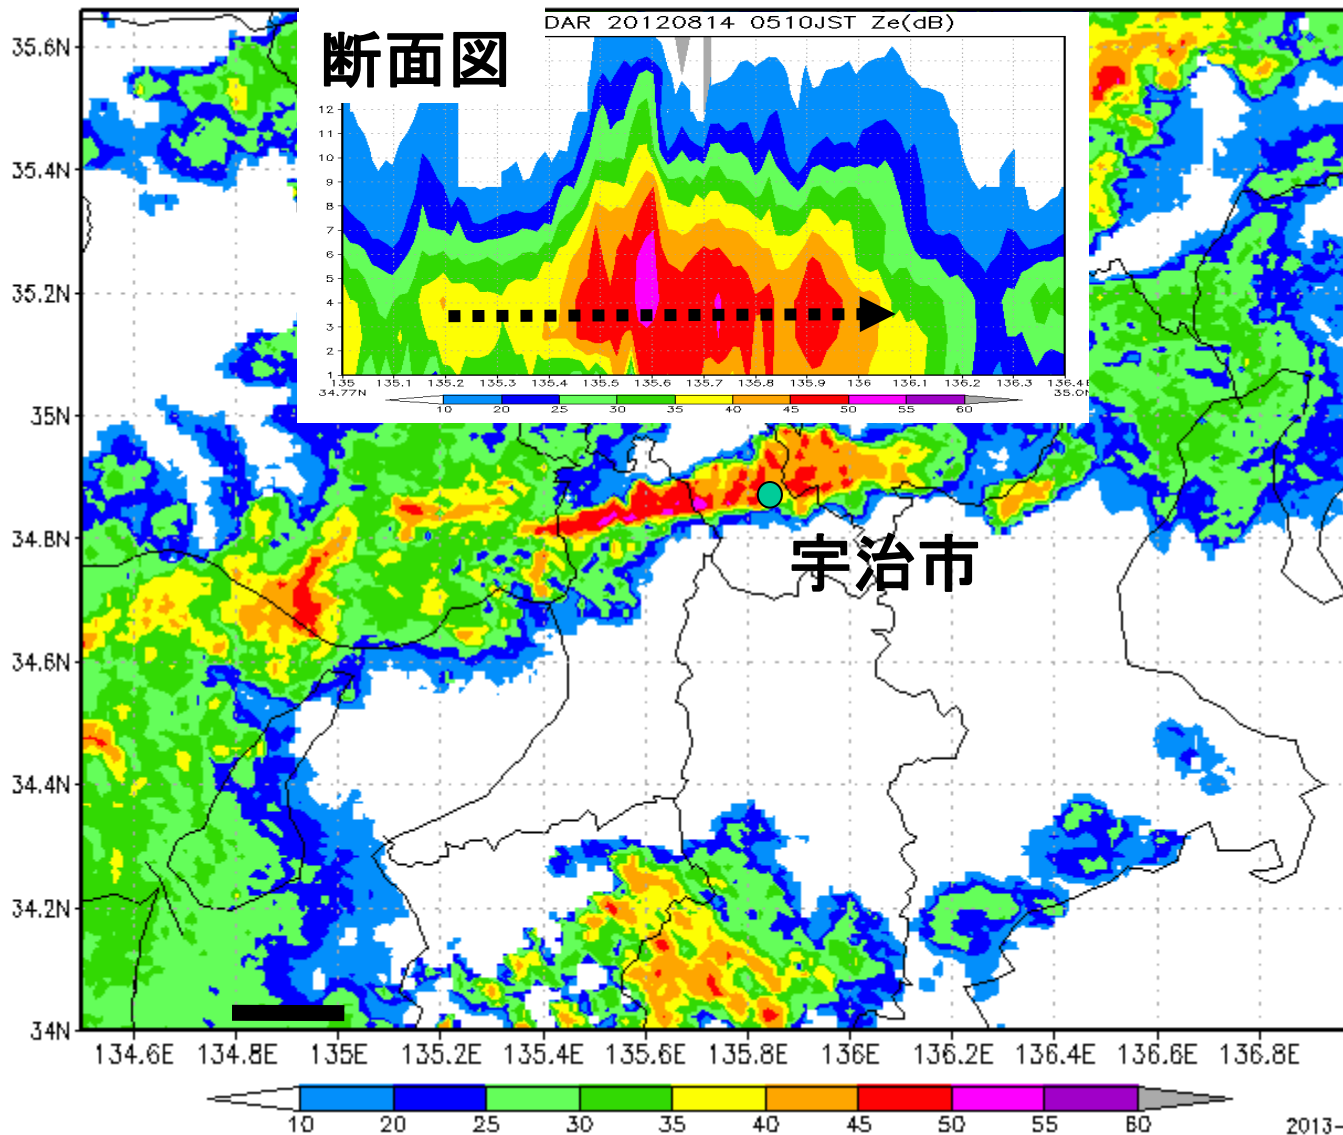 DAR 20120814 0510JST Ze(dB)
断面図
12
11
10
9
8
7
6
5
4
3
2
1
135 135.1 135.2 135.3 135.4 135.5 135.6 135.7 135.8 135.9 136 136.1 136.2 136.3 136.4
34.77N 35.0N
10 20 25 30 35 40 45 50 55 60
35.6N
35.4N
35.2N
35N
34.8N
34.6N
34.4N
34.2N
34N
宇治市
134.6E 134.8E 135E 135.2E 135.4E 135.6E 135.8E 136E 136.2E 136.4E 136.6E 136.8E
10 20 25 30 35 40 45 50 55 60
2013-